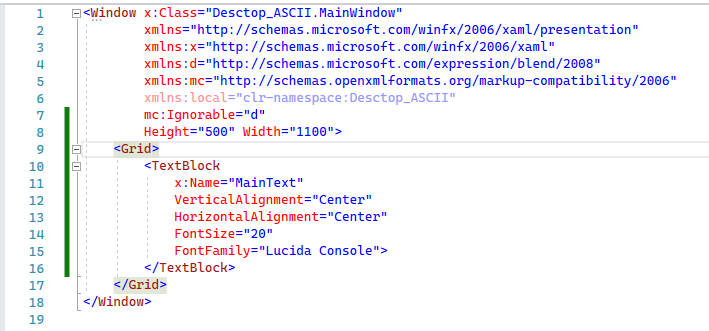 1 <Window x:Class="Desctop_ASCII.MainWindow"
2 xmlns="http://schemas.microsoft.com/winfx/2006/xaml/presentation"
3 xmlns:x="http://schemas.microsoft.com/winfx/2006/xaml"
4 xmlns:d="http://schemas.microsoft.com/expression/blend/2008"
5 xmlns:mc="http://schemas.openxmlformats.org/markup-compatibility/2006"
6 xmlns:local="clr-namespace:Desctop_ASCII"
7 mc:Ignorable="d"
8 Height="500" Width="1100">
9 <Grid>
10 <TextBlock
11 x:Name="MainText"
12 VerticalAlignment="Center"
13 HorizontalAlignment="Center"
14 FontSize="20"
15 FontFamily="Lucida Console">
16 </TextBlock>
17 </Grid>
18 </Window>
19